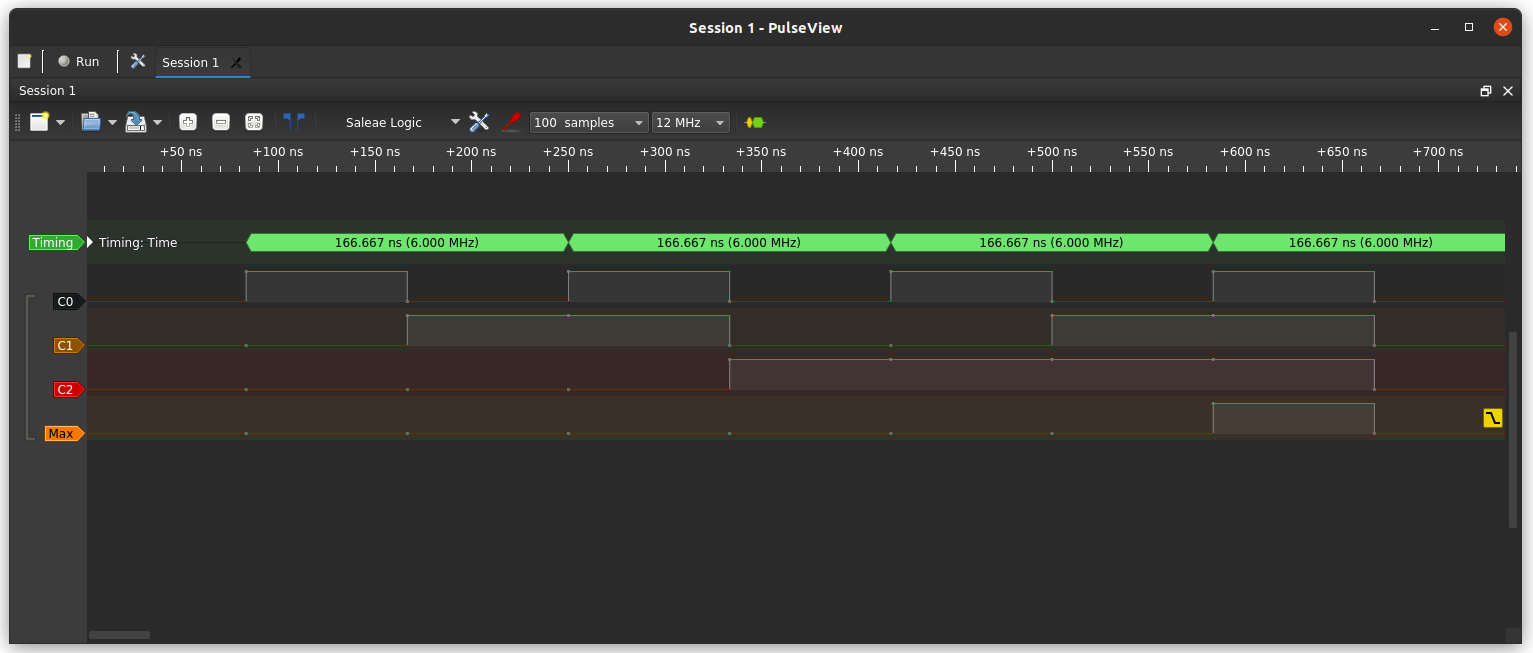 Session 1 - PulseView
Run
Session 1
Session 1
Saleae Logic
100 samples
12 MHz
+50 ns +100 ns +150 ns +200 ns +250 ns +300 ns +350 ns +400 ns +450 ns +500 ns +550 ns +600 ns +650 ns +700 ns
Timing
Timing: Time
166.667 ns (6.000 MHz) 166.667 ns (6.000 MHz) 166.667 ns (6.000 MHz) 166.667 ns (6.000 MHz)
C0
C1
C2
Max